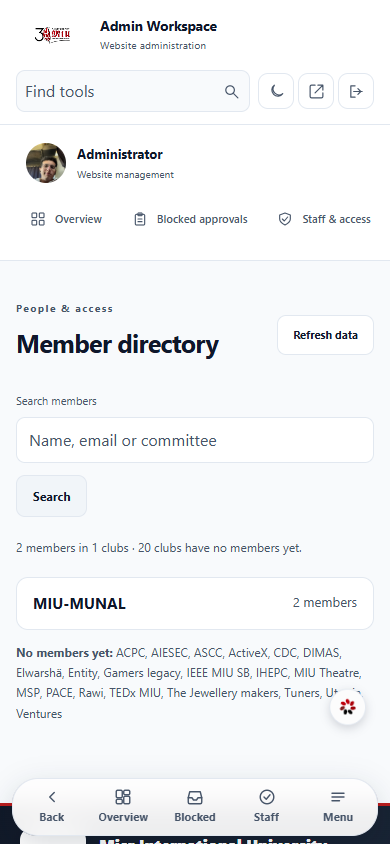 Admin Workspace
Website administration
Find tools
Administrator
Website management
Overview
Blocked approvals
Staff & access
People & access
Member directory
Refresh data
Search members
Name, email or committee
Search
2 members in 1 clubs · 20 clubs have no members yet.
MIU-MUNAL
2 members
No members yet: ACPC, AIESEC, ASCC, ActiveX, CDC, DIMAS,
Elwarshä, Entity, Gamers legacy, IEEE MIU SB, IHEPC, MIU Theatre,
MSP, PACE, Rawi, TEDx MIU, The Jewellery makers, Tuners,
Ventures
Back
Overview
Blocked
Staff
Menu